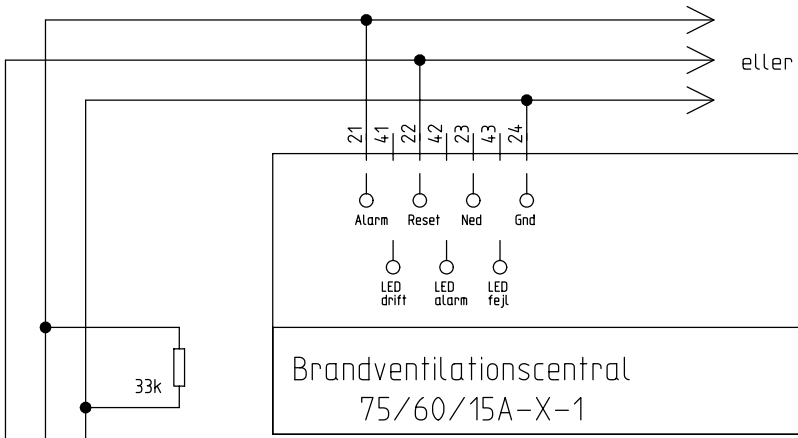 eller
21 41 22 42 23 43 24
Alarm Reset Ned Gnd
LED LED LED
drift alarm fejl
33k
Brandventilationscentral
75/60/15A-X-1